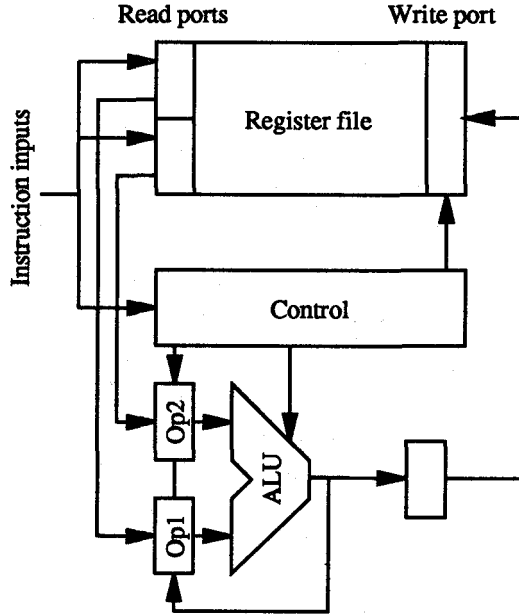 Read ports
Write port
Register file
Instruction inputs
Control
Op2
ALU
Op1